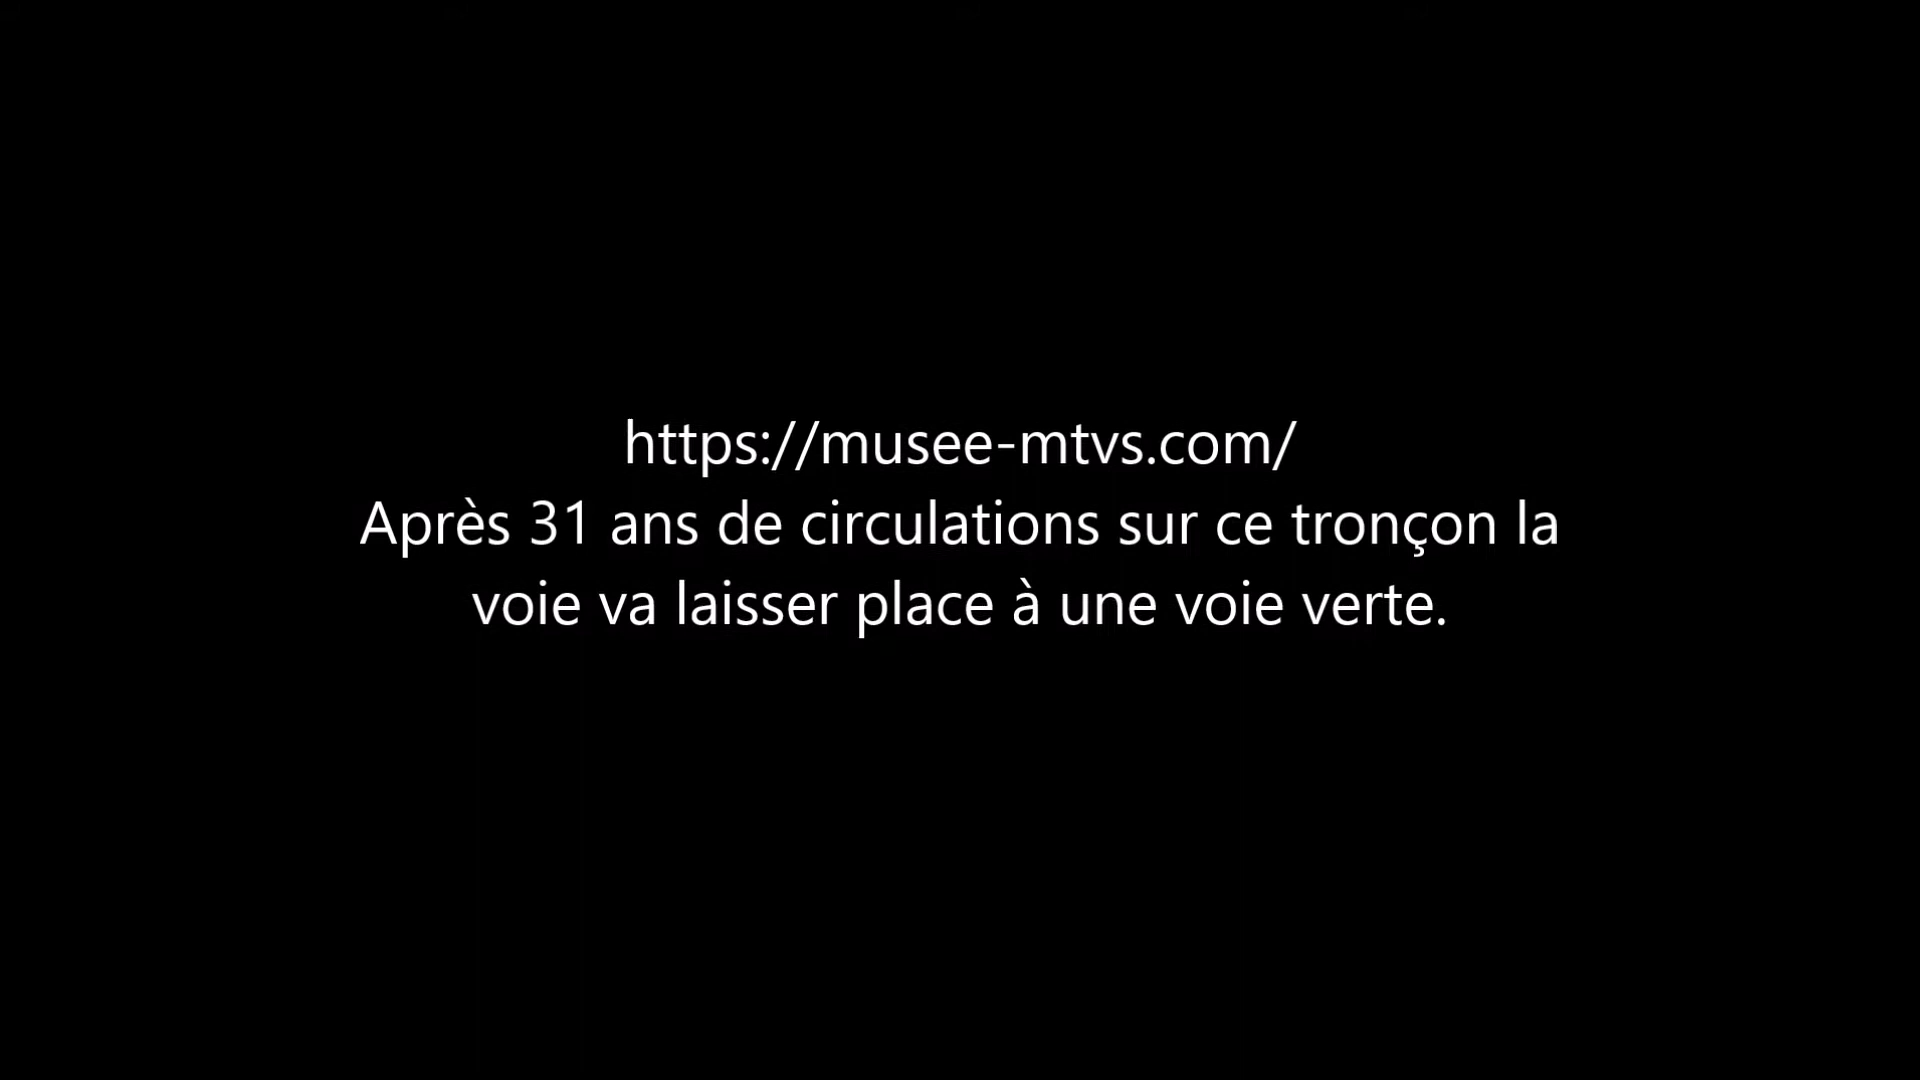 https://musee-mtvs.com/
Après 31 ans de circulations sur ce tronçon la
voie va laisser place à une voie verte.